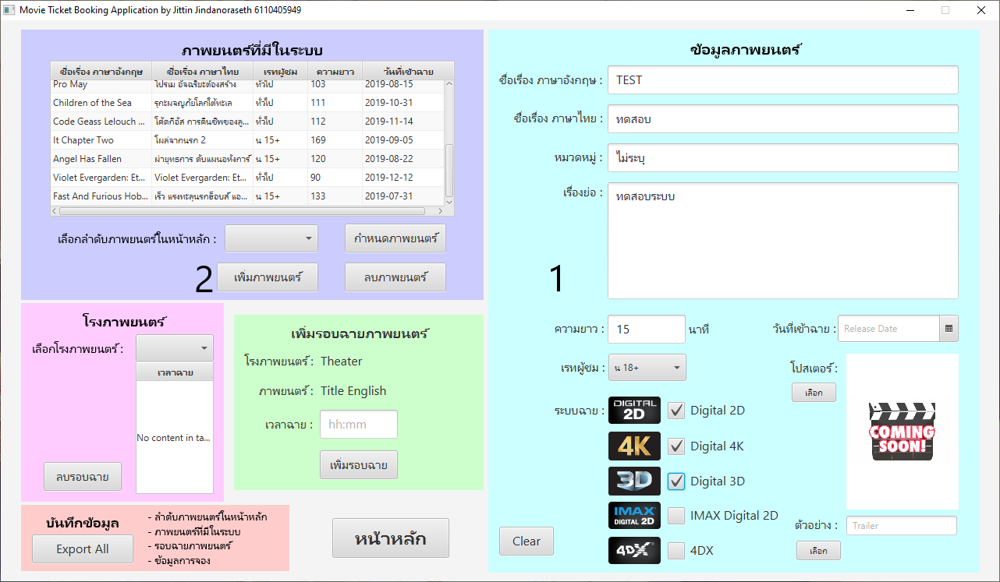 Movie Ticket Booking Application by Jittin Jindanoraseth 6110405949
ภาพยนตร์ที่มีในระบบ
ชื่อเรื่อง ภาษาอังกฤษ ชื่อเรื่อง ภาษาไทย เรทผู้ชม ความยาว วันที่เข้าฉาย
Pro May โปรเม อัจฉริยะต้องสร้าง ทั่วไป 103 2019-08-15
Children of the Sea รุกะผจญภัยโลกใต้ทะเล ทั่วไป 111 2019-10-31
Code Geass Lelouch ... โค้ดกีอัส การคืนชีพของลู... ทั่วไป 112 2019-11-14
It Chapter Two โผล่จากนรก 2 น 15+ 169 2019-09-05
Angel Has Fallen ผ่ายุทธการ ดับแผนอหังการ์ น 15+ 120 2019-08-22
Violet Evergarden: Et... Violet Evergarden: Et... ทั่วไป 90 2019-12-12
Fast And Furious Hob... เร็ว แรงทะลุนรกฮ็อบส์ แอ... น 15+ 133 2019-07-31
เลือกลำดับภาพยนตร์ในหน้าหลัก : กำหนดภาพยนตร์
2 เพิ่มภาพยนตร์ ลบภาพยนตร์
โรงภาพยนตร์
เลือกโรงภาพยนตร์ :
เวลาฉาย
No content in ta...
ลบรอบฉาย
เพิ่มรอบฉายภาพยนตร์
โรงภาพยนตร์ : Theater
ภาพยนตร์ : Title English
เวลาฉาย : hh:mm
เพิ่มรอบฉาย
บันทึกข้อมูล
Export All
- ลำดับภาพยนตร์ในหน้าหลัก
- ภาพยนตร์ที่มีในระบบ
- รอบฉายภาพยนตร์
- ข้อมูลการจอง
หน้าหลัก
ข้อมูลภาพยนตร์
ชื่อเรื่อง ภาษาอังกฤษ : TEST
ชื่อเรื่อง ภาษาไทย : ทดสอบ
หมวดหมู่ : ไม่ระบุ
เรื่องย่อ : ทดสอบระบบ
1
ความยาว : 15 นาที วันที่เข้าฉาย : Release Date
เรทผู้ชม : น 18+ โปสเตอร์ :
เลือก
ระบบฉาย : DIGITAL 2D Digital 2D
COMING SOON!
4K Digital 4K
3D Digital 3D
IMAX DIGITAL 2D IMAX Digital 2D
ตัวอย่าง : Trailer
Clear 4DX 4DX เลือก